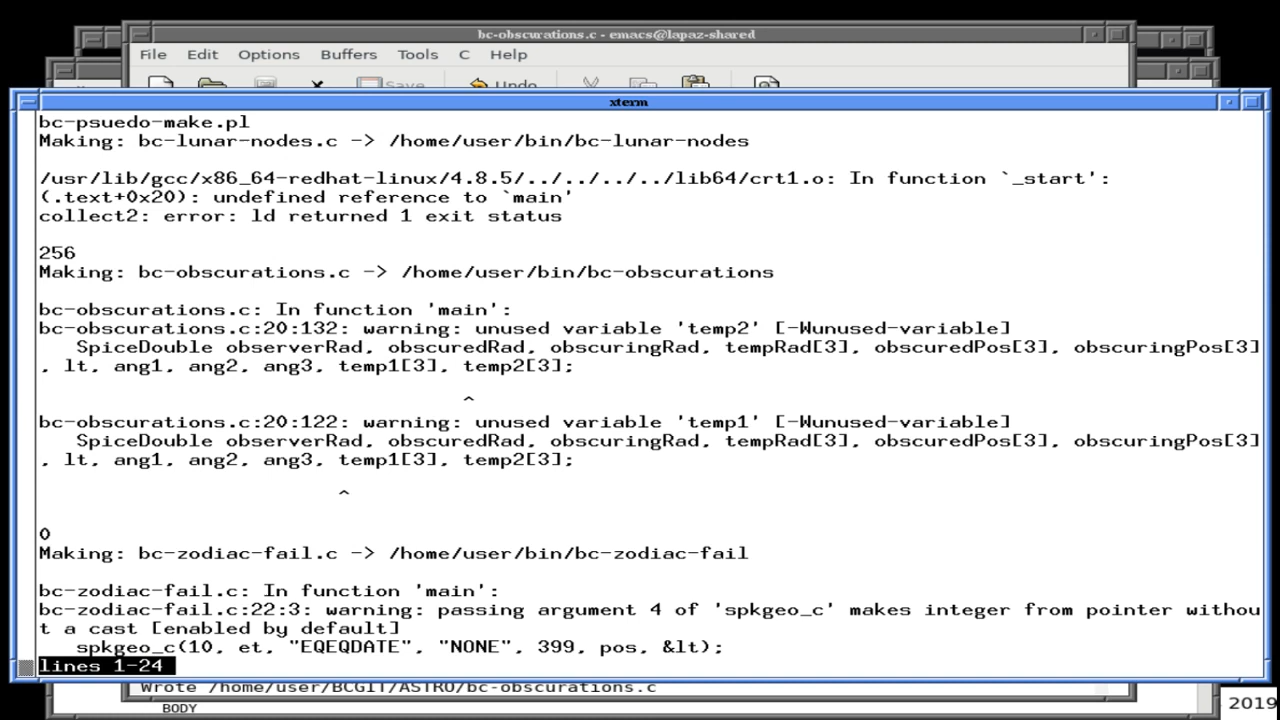 bc-obscurations.c - emacs@lapaz-shared
File Edit Options Buffers Tools C Help
Save Undo
xterm
bc-psuedo-make.pl
Making: bc-lunar-nodes.c -> /home/user/bin/bc-lunar-nodes
/usr/lib/gcc/x86_64-redhat-linux/4.8.5/../../../../lib64/crt1.o: In function `_start':
(.text+0x20): undefined reference to `main'
collect2: error: ld returned 1 exit status
256
Making: bc-obscurations.c -> /home/user/bin/bc-obscurations
bc-obscurations.c: In function 'main':
bc-obscurations.c:20:132: warning: unused variable 'temp2' [-Wunused-variable]
SpiceDouble observerRad, obscuredRad, obscuringRad, tempRad[3], obscuredPos[3], obscuringPos[3]
, lt, ang1, ang2, ang3, temp1[3], temp2[3];
^
bc-obscurations.c:20:122: warning: unused variable 'temp1' [-Wunused-variable]
SpiceDouble observerRad, obscuredRad, obscuringRad, tempRad[3], obscuredPos[3], obscuringPos[3]
, lt, ang1, ang2, ang3, temp1[3], temp2[3];
^
0
Making: bc-zodiac-fail.c -> /home/user/bin/bc-zodiac-fail
bc-zodiac-fail.c: In function 'main':
bc-zodiac-fail.c:22:3: warning: passing argument 4 of 'spkgeo_c' makes integer from pointer withou
t a cast [enabled by default]
spkgeo_c(10, et, "EQEQDATE", "NONE", 399, pos, &lt);
lines 1-24
Wrote /home/user/BCGIT/ASTRO/bc-obscurations.c
BODY
2019